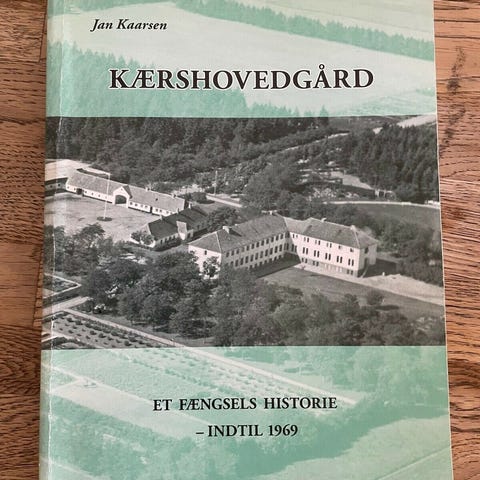 Jan Kaarsen
KÆRSHOVEDGÅRD
ET FÆNGSELS HISTORIE
– INDTIL 1969